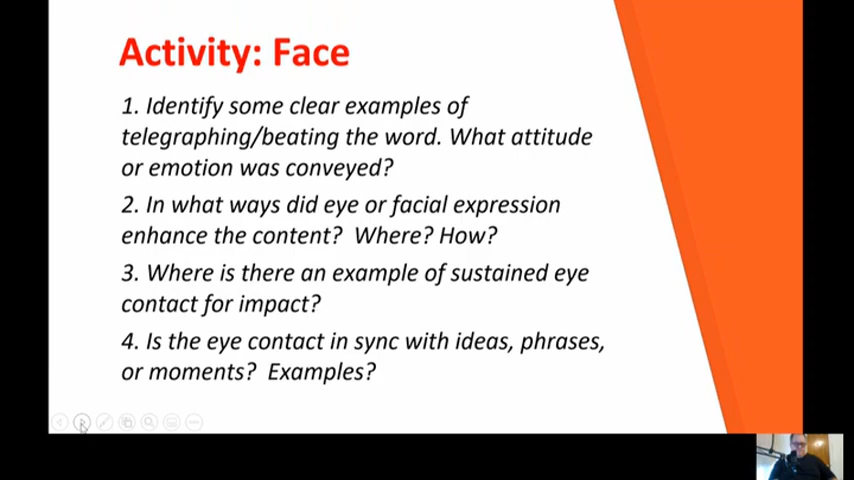 Activity: Face
1. Identify some clear examples of
telegraphing/beating the word. What attitude
or emotion was conveyed?
2. In what ways did eye or facial expression
enhance the content?  Where? How?
3. Where is there an example of sustained eye
contact for impact?
4. Is the eye contact in sync with ideas, phrases,
or moments?  Examples?